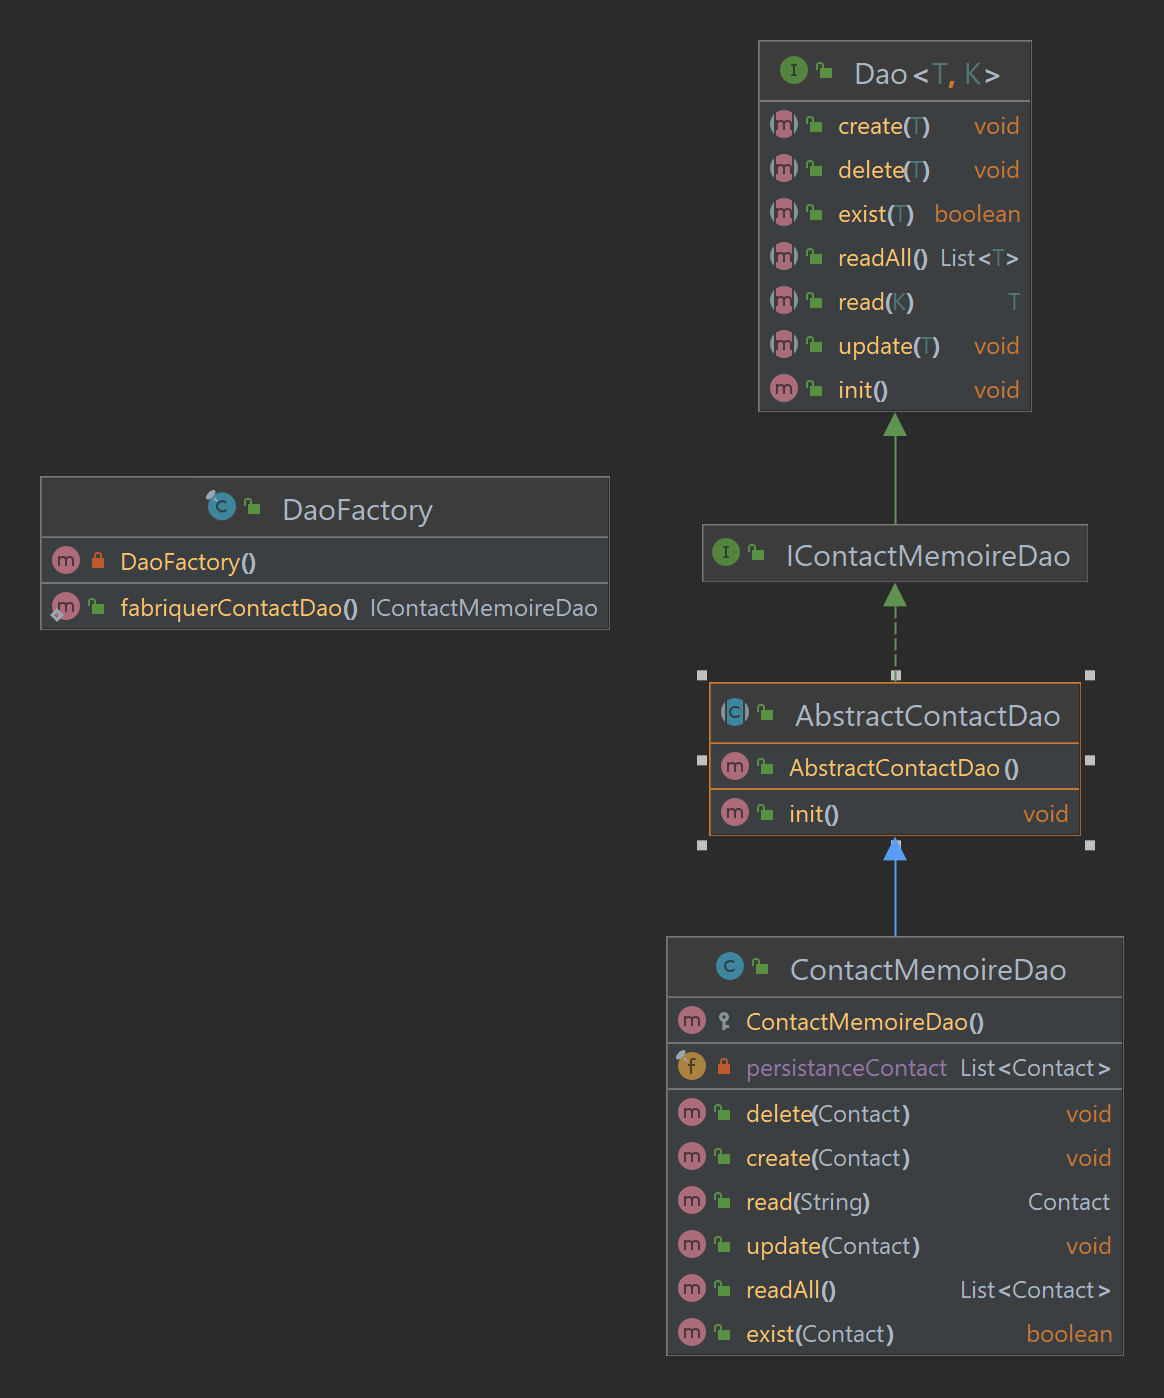 Dao<T, K>
create(T) void
delete(T) void
exist(T) boolean
readAll() List<T>
read(K) T
update(T) void
init() void
DaoFactory
DaoFactory()
fabriquerContactDao() IContactMemoireDao
IContactMemoireDao
AbstractContactDao
AbstractContactDao()
init() void
ContactMemoireDao
ContactMemoireDao()
persistanceContact List<Contact>
delete(Contact) void
create(Contact) void
read(String) Contact
update(Contact) void
readAll() List<Contact>
exist(Contact) boolean